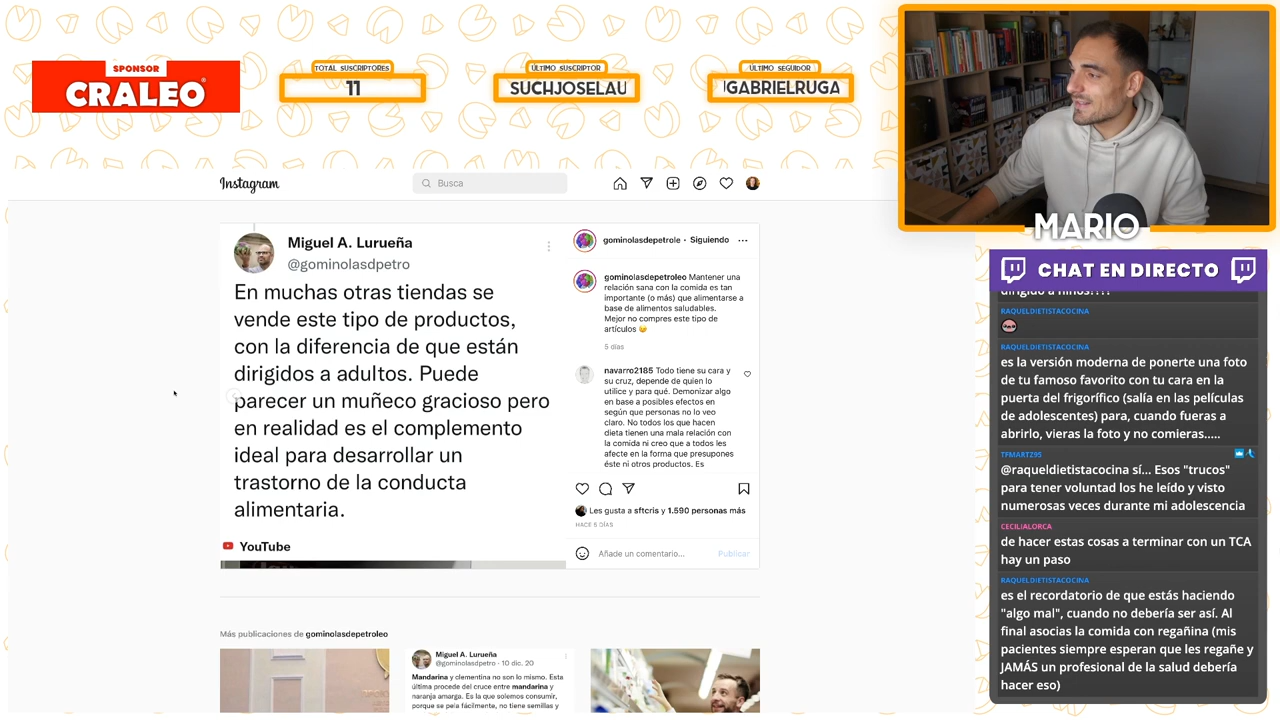 SPONSOR
CRALEO
TOTAL SUSCRIPTORES
11
ÚLTIMO SUSCRIPTOR
SUCHJOSELAU
ÚLTIMO SEGUIDOR
GABRIELRUGA
MARIO
Instagram
Busca
Miguel A. Lurueña
@gominolasdpetro
En muchas otras tiendas se
vende este tipo de productos,
con la diferencia de que están
dirigidos a adultos. Puede
parecer un muñeco gracioso pero
en realidad es el complemento
ideal para desarrollar un
trastorno de la conducta
alimentaria.
YouTube
gominolasdepetrole • Siguiendo
gominolasdepetroleo Mantener una
relación sana con la comida es tan
importante (o más) que alimentarse a
base de alimentos saludables.
Mejor no compres este tipo de
artículos 😉
5 días
navarro2185 Todo tiene su cara y
su cruz, depende de quien lo
utilice y para qué. Demonizar algo
en base a posibles efectos en
según que personas no lo veo
claro. No todos los que hacen
dieta tienen una mala relación con
la comida ni creo que a todos les
afecte en la forma que presupones
éste ni otros productos. Es
Les gusta a sftcris y 1.590 personas más
HACE 5 DÍAS
Añade un comentario...
Publicar
Más publicaciones de gominolasdepetroleo
Miguel A. Lurueña
@gominolasdpetro - 10 dic. 20
Mandarina y clementina no son lo mismo. Esta
última procede del cruce entre mandarina y
naranja amarga. Es la que solemos consumir,
porque se pela fácilmente, no tiene semillas y
CHAT EN DIRECTO
dirigido a niños????
RAQUELDIETISTACOCINA
RAQUELDIETISTACOCINA
es la versión moderna de ponerte una foto
de tu famoso favorito con tu cara en la
puerta del frigorífico (salía en las películas
de adolescentes) para, cuando fueras a
abrirlo, vieras la foto y no comieras.....
TFMARTZ95
@raqueldietistacocina sí... Esos "trucos"
para tener voluntad los he leído y visto
numerosas veces durante mi adolescencia
CECILIALORCA
de hacer estas cosas a terminar con un TCA
hay un paso
RAQUELDIETISTACOCINA
es el recordatorio de que estás haciendo
"algo mal", cuando no debería ser así. Al
final asocias la comida con regañina (mis
pacientes siempre esperan que les regañe y
JAMÁS un profesional de la salud debería
hacer eso)